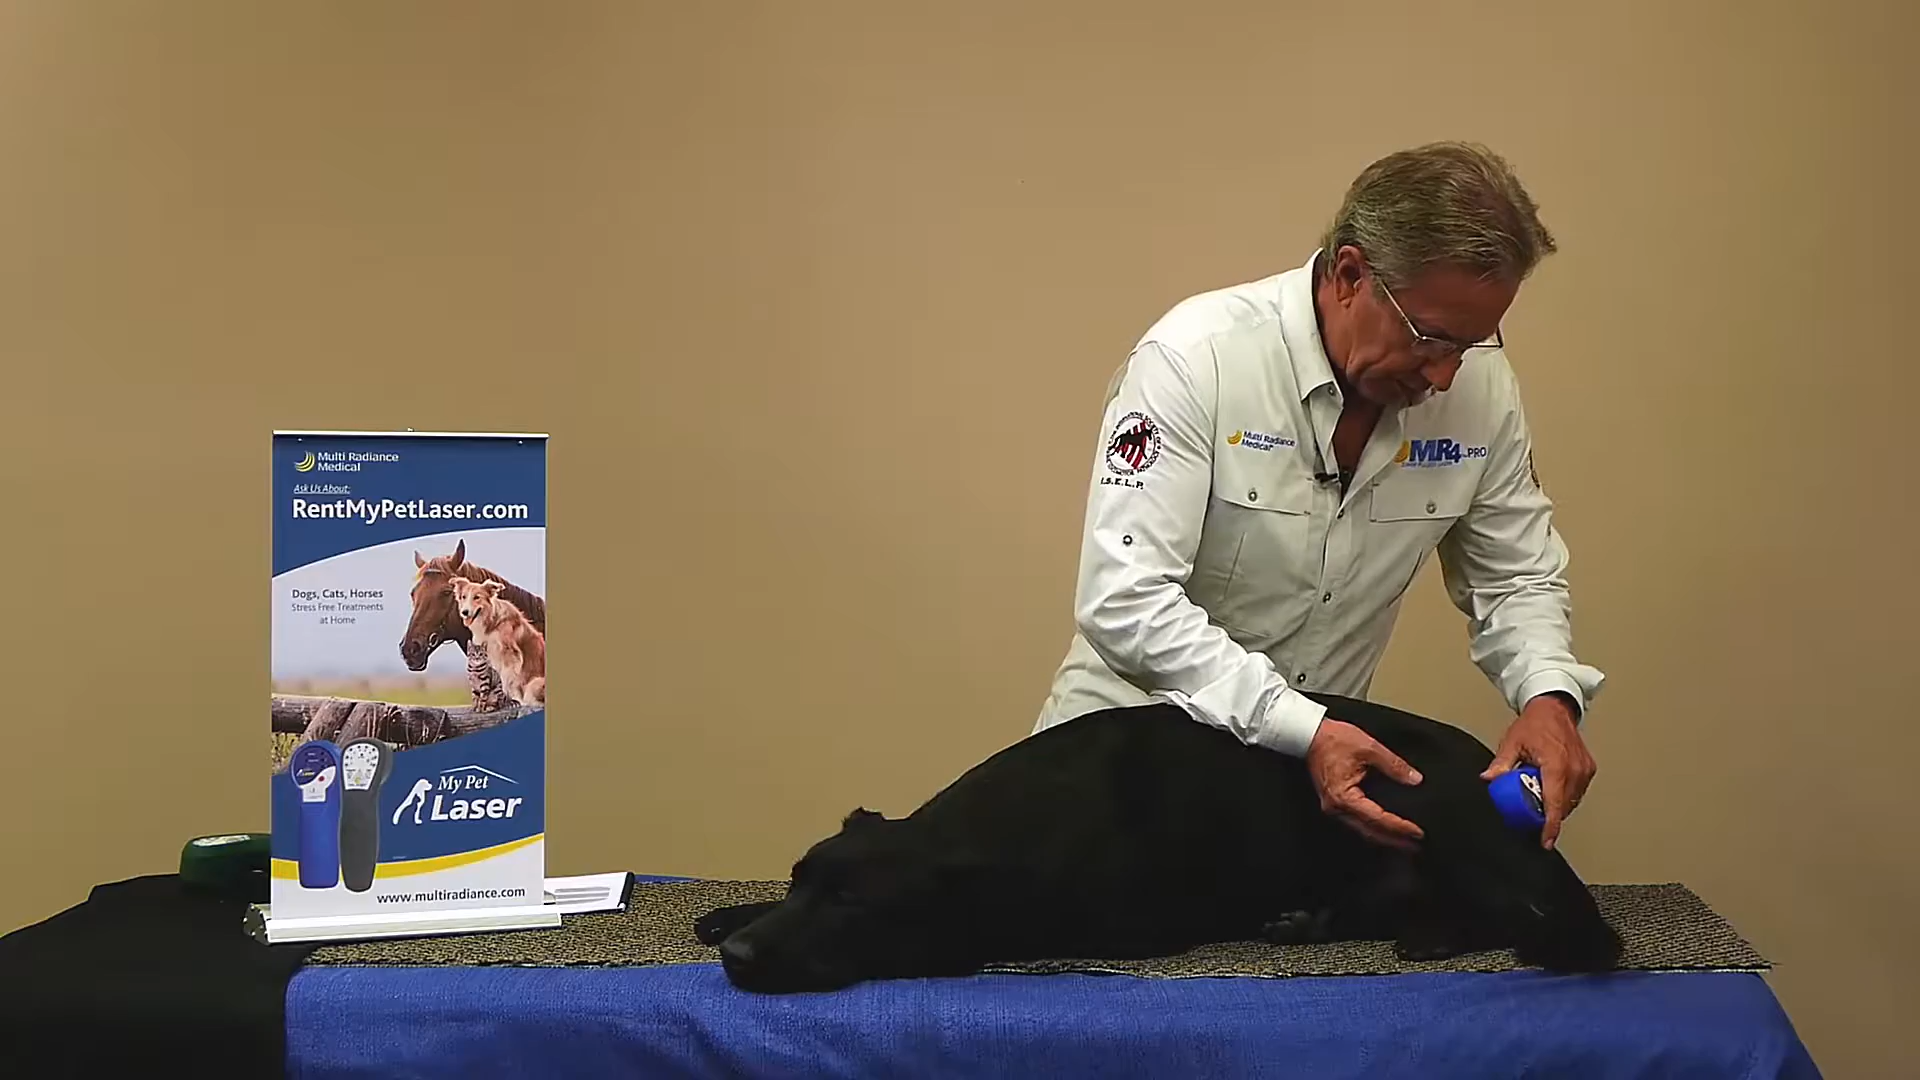 Multi Radiance
Medical
Ask Us About:
RentMyPetLaser.com
Dogs, Cats, Horses
Stress Free Treatments
at Home
My Pet
Laser
www.multiradiance.com
Multi Radiance
Medical
I.S.E.L.P.
MR4 PRO